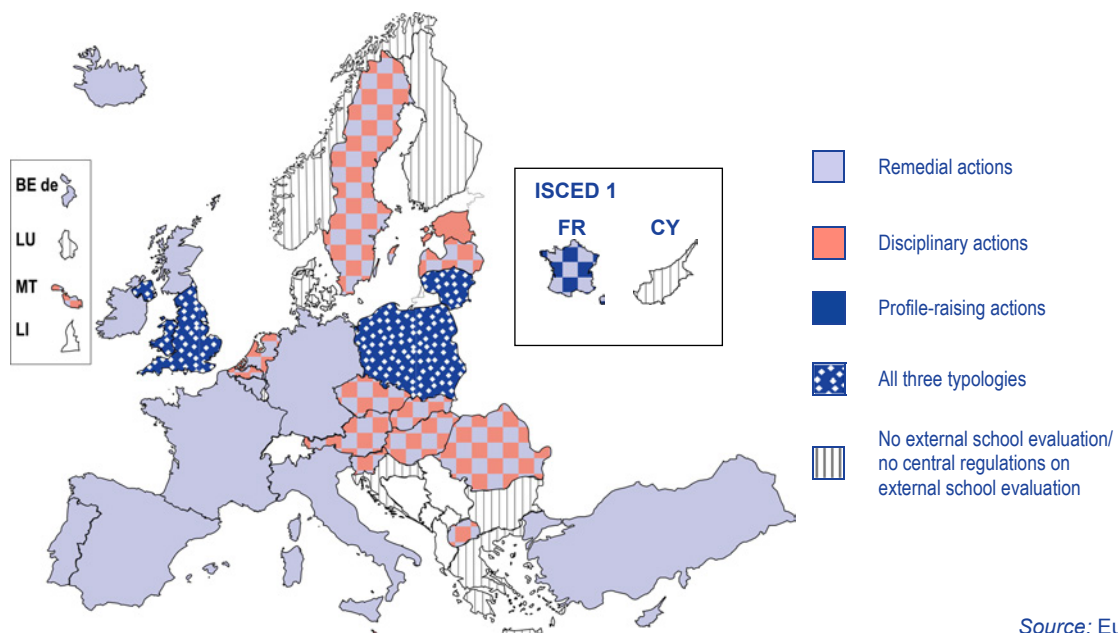 BE de
LU
MT
LI
ISCED 1
FR
CY
Remedial actions
Disciplinary actions
Profile-raising actions
All three typologies
No external school evaluation/
no central regulations on
external school evaluation
Source: Eu